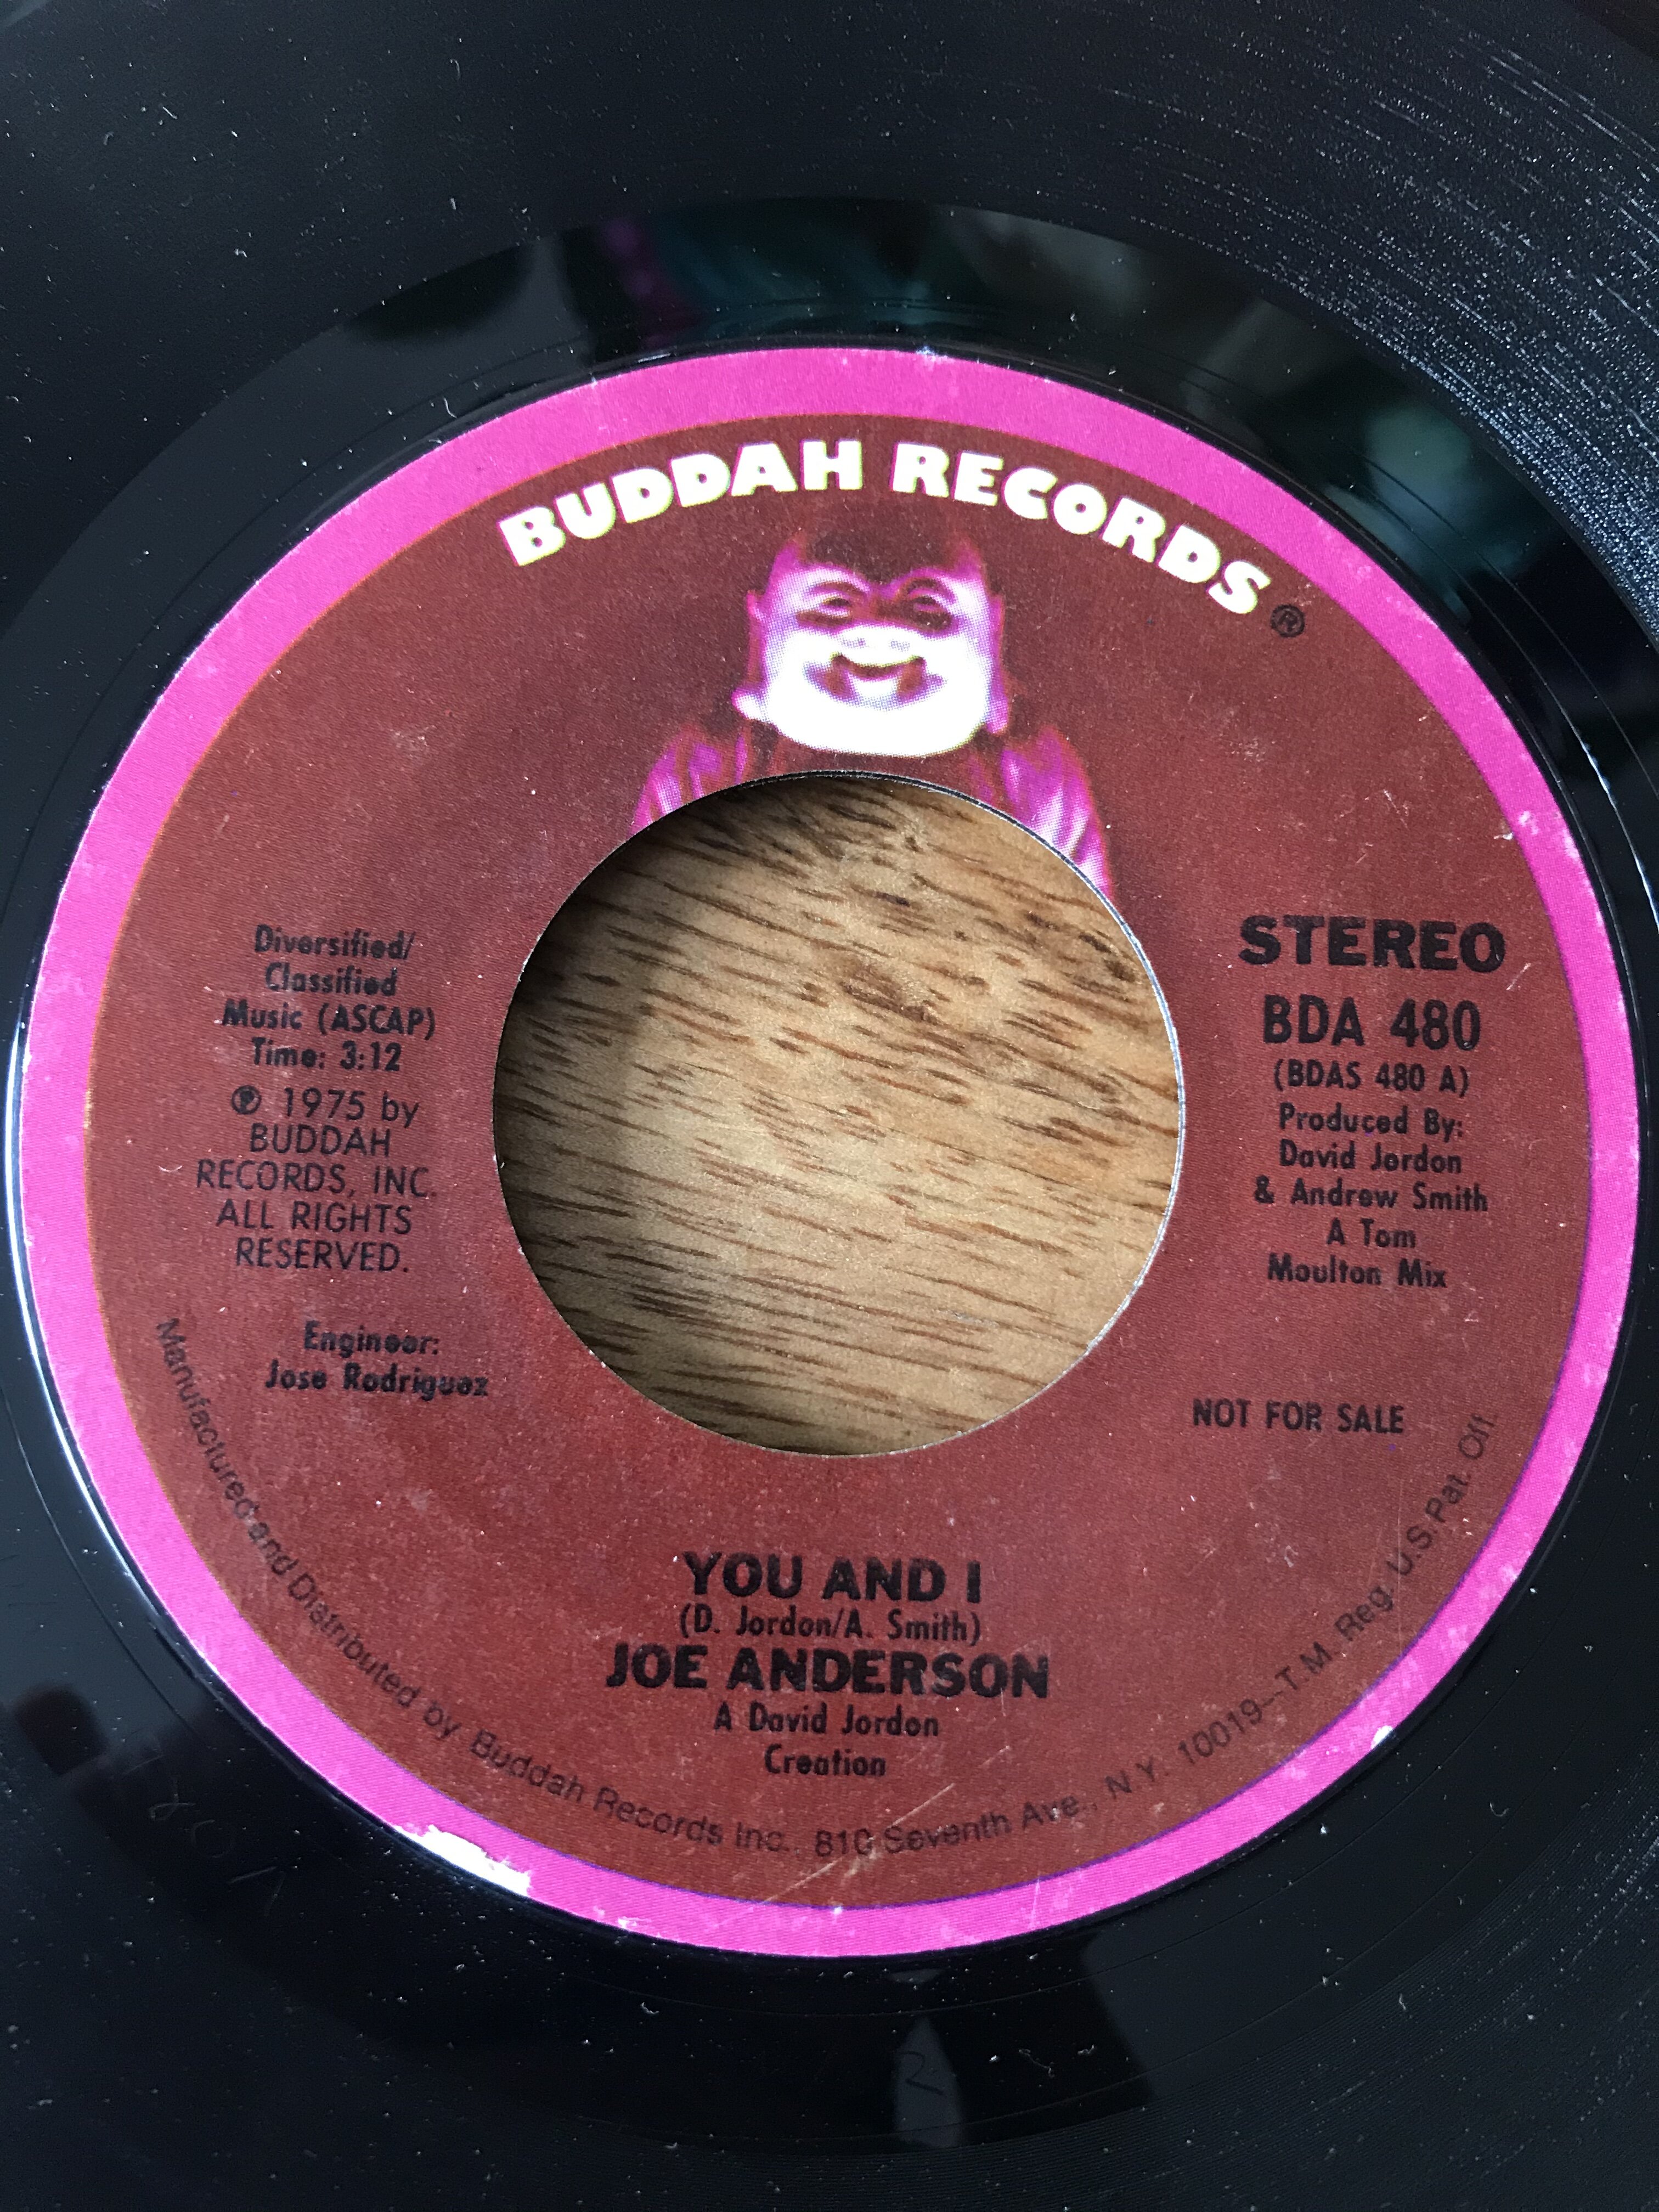 BUDDAH RECORDS ®
Diversified/
Classified
Music (ASCAP)
Time: 3:12
℗ 1975 by
BUDDAH
RECORDS, INC.
ALL RIGHTS
RESERVED.
Engineer:
Jose Rodriguez
STEREO
BDA 480
(BDAS 480 A)
Produced By:
David Jordon
& Andrew Smith
A Tom
Moulton Mix
NOT FOR SALE
YOU AND I
(D. Jordon/A. Smith)
JOE ANDERSON
A David Jordon
Creation
Manufactured and Distributed by Buddah Records Inc., 810 Seventh Ave., N.Y. 10019--T.M. Reg. U.S. Pat. Off.